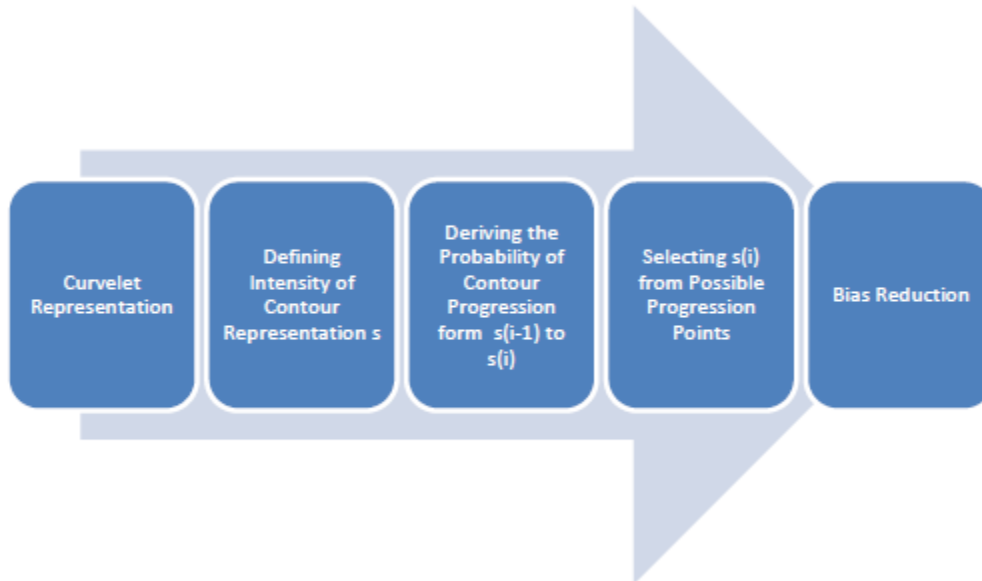 Curvelet
Representation
Defining
Intensity of
Contour
Representation s
Deriving the
Probability of
Contour
Progression
form s(i-1) to
s(i)
Selecting s(i)
from Possible
Progression
Points
Bias Reduction